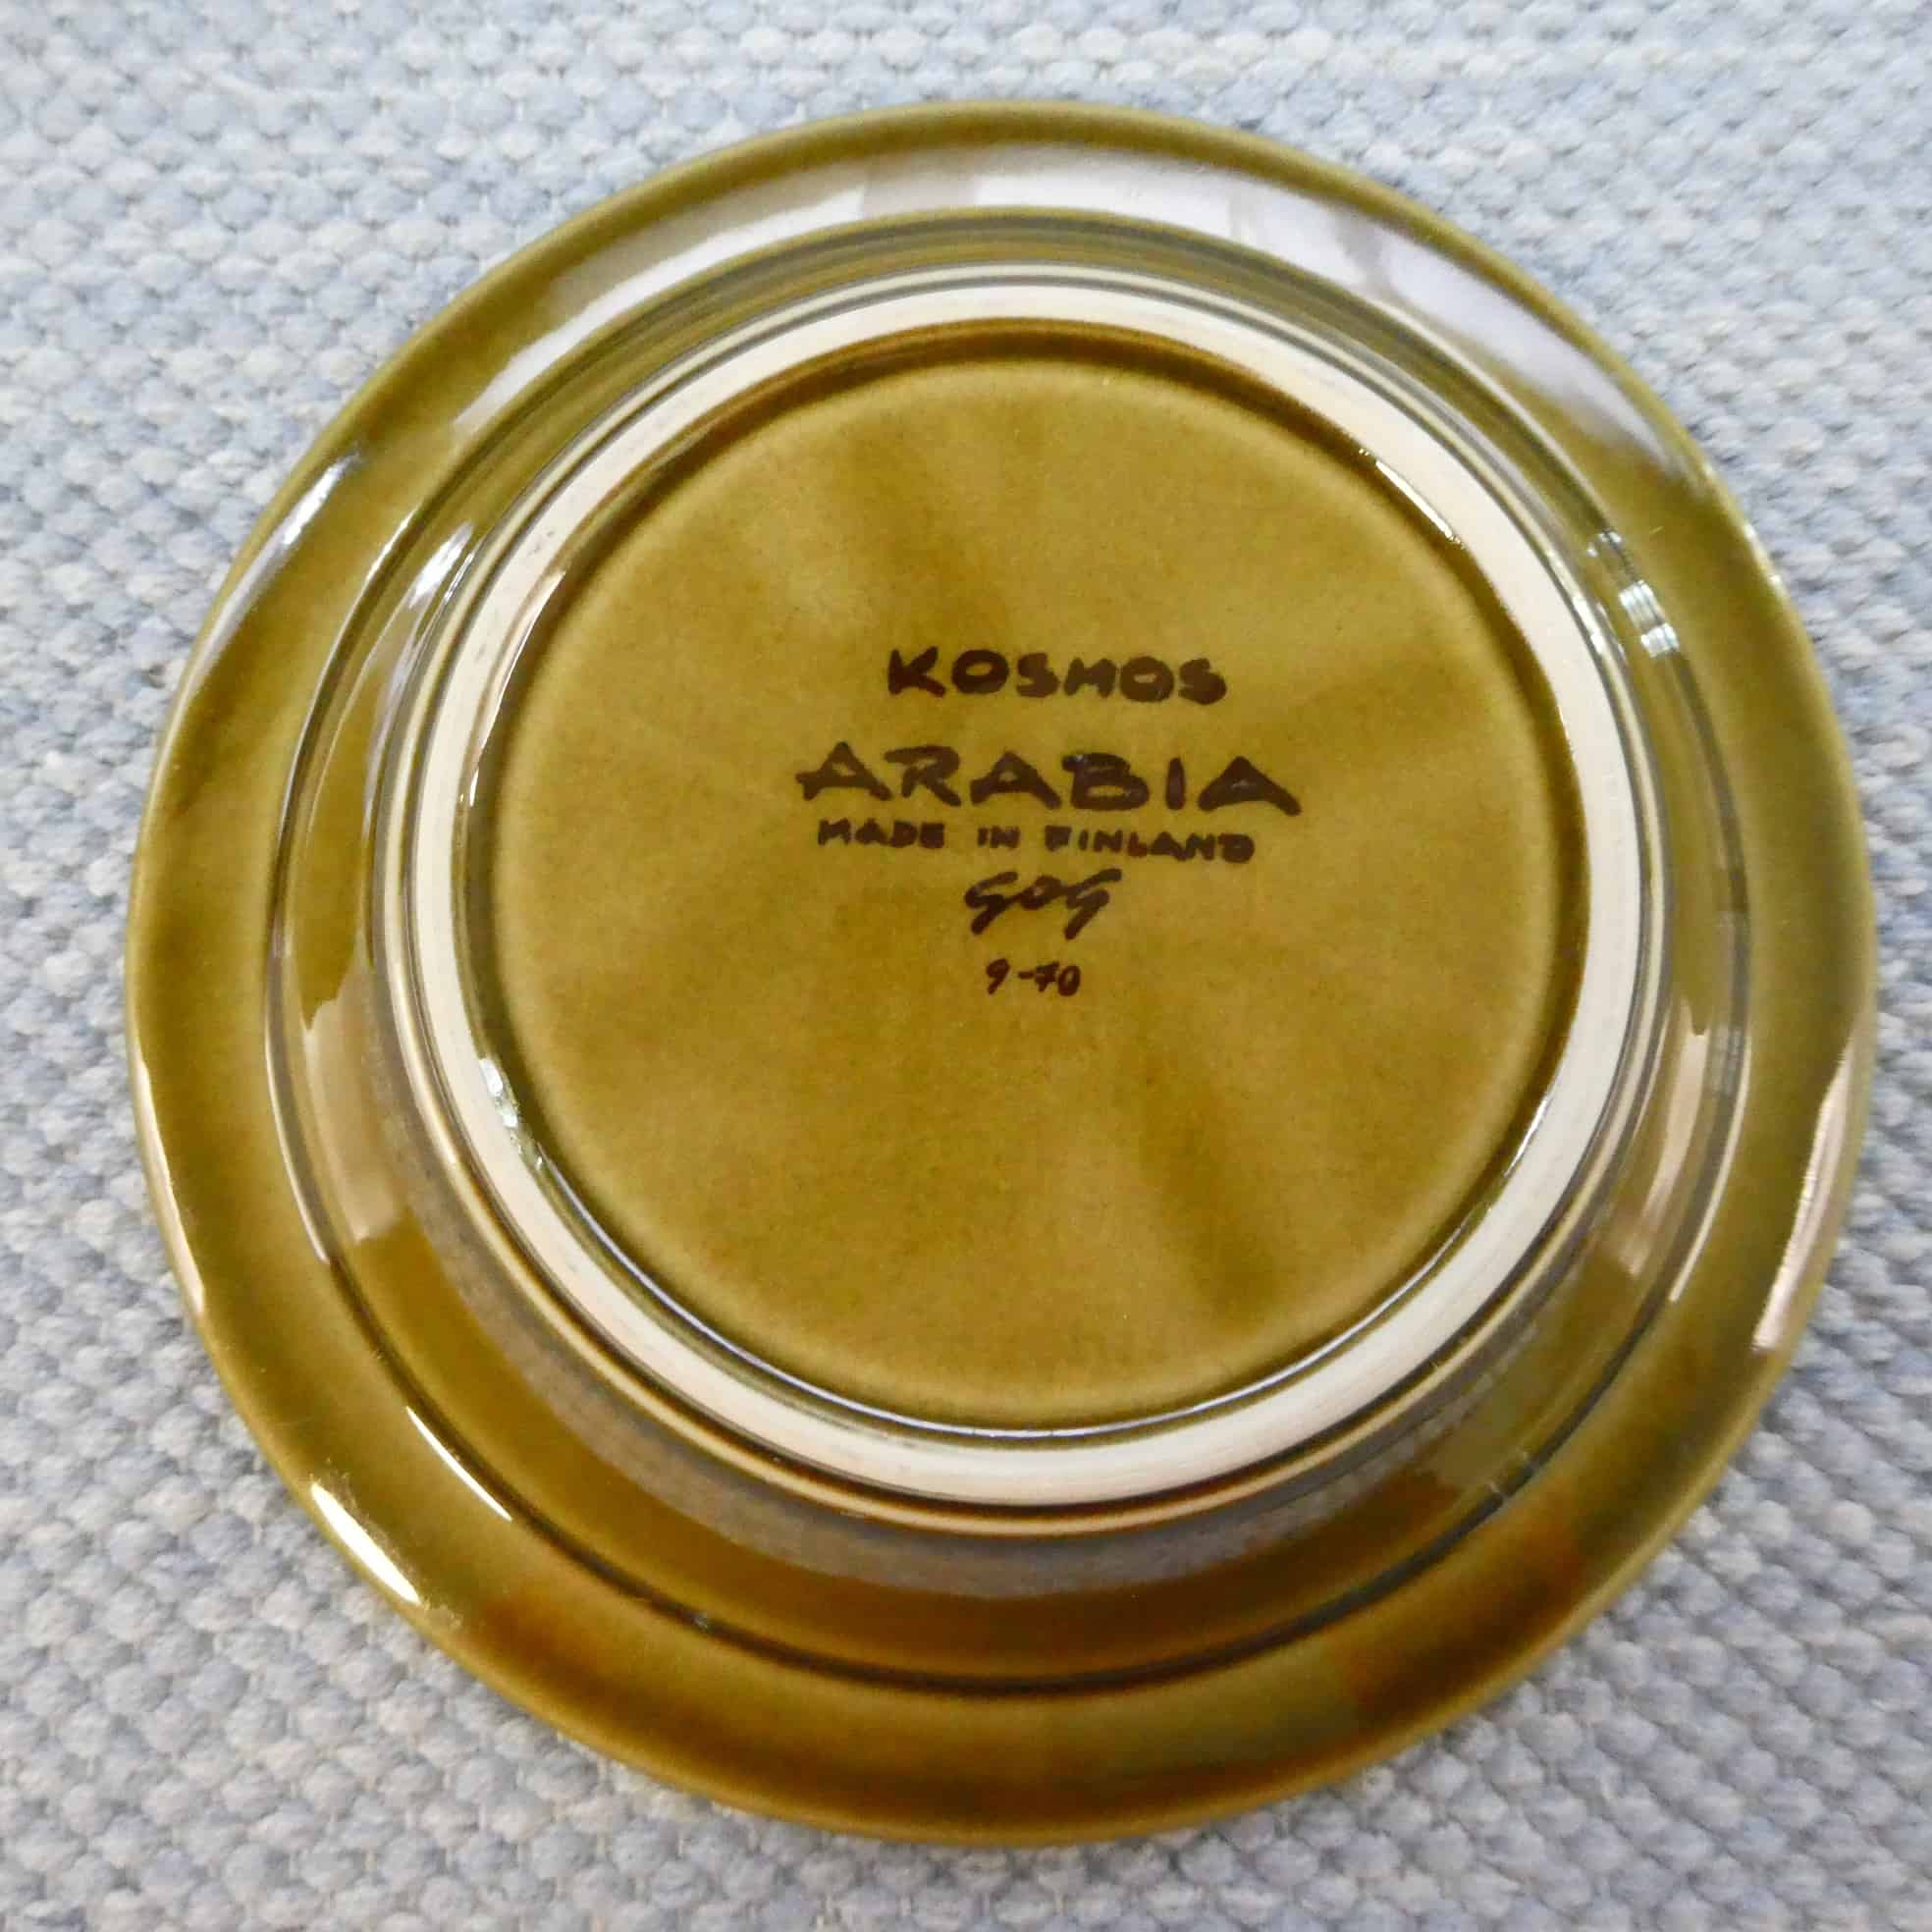 KOSMOS
ARABIA
MADE IN FINLAND
GOG
9-70